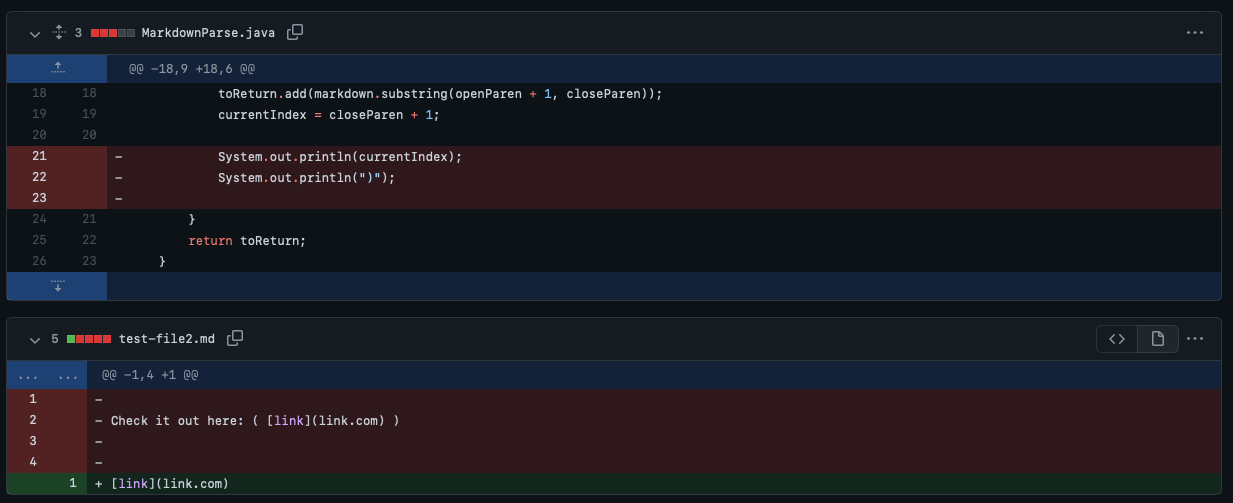 3 MarkdownParse.java
@@ -18,9 +18,6 @@
18 18 toReturn.add(markdown.substring(openParen + 1, closeParen));
19 19 currentIndex = closeParen + 1;
20 20
21 - System.out.println(currentIndex);
22 - System.out.println(")");
23 -
24 21 }
25 22 return toReturn;
26 23 }
5 test-file2.md
... ... @@ -1,4 +1 @@
1 -
2 - Check it out here: ( [link](link.com) )
3 -
4 -
1 + [link](link.com)